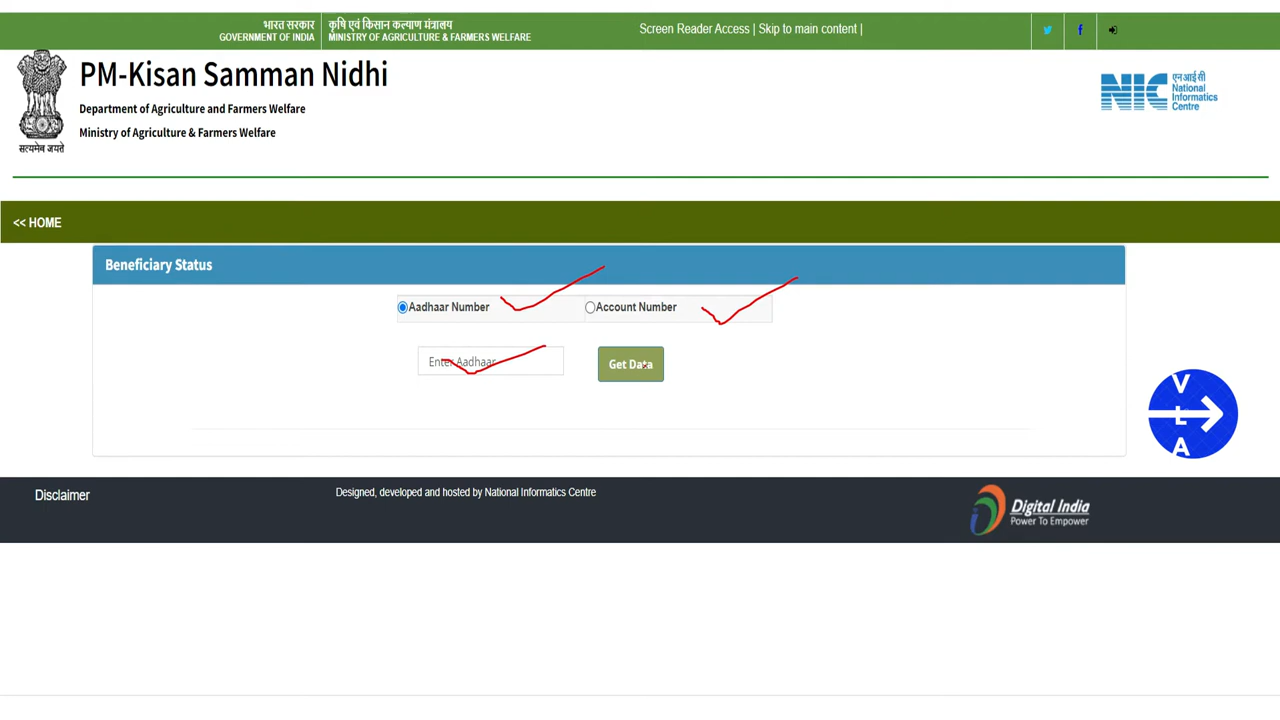 भारत सरकार
GOVERNMENT OF INDIA
कृषि एवं किसान कल्याण मंत्रालय
MINISTRY OF AGRICULTURE & FARMERS WELFARE
Screen Reader Access | Skip to main content |
सत्यमेव जयते
PM-Kisan Samman Nidhi
Department of Agriculture and Farmers Welfare
Ministry of Agriculture & Farmers Welfare
NIC
एनआईसी
National
Informatics
Centre
<< HOME
Beneficiary Status
Aadhaar Number
Account Number
Enter Aadhaar
Get Data
V
L
A
Disclaimer
Designed, developed and hosted by National Informatics Centre
Digital India
Power To Empower